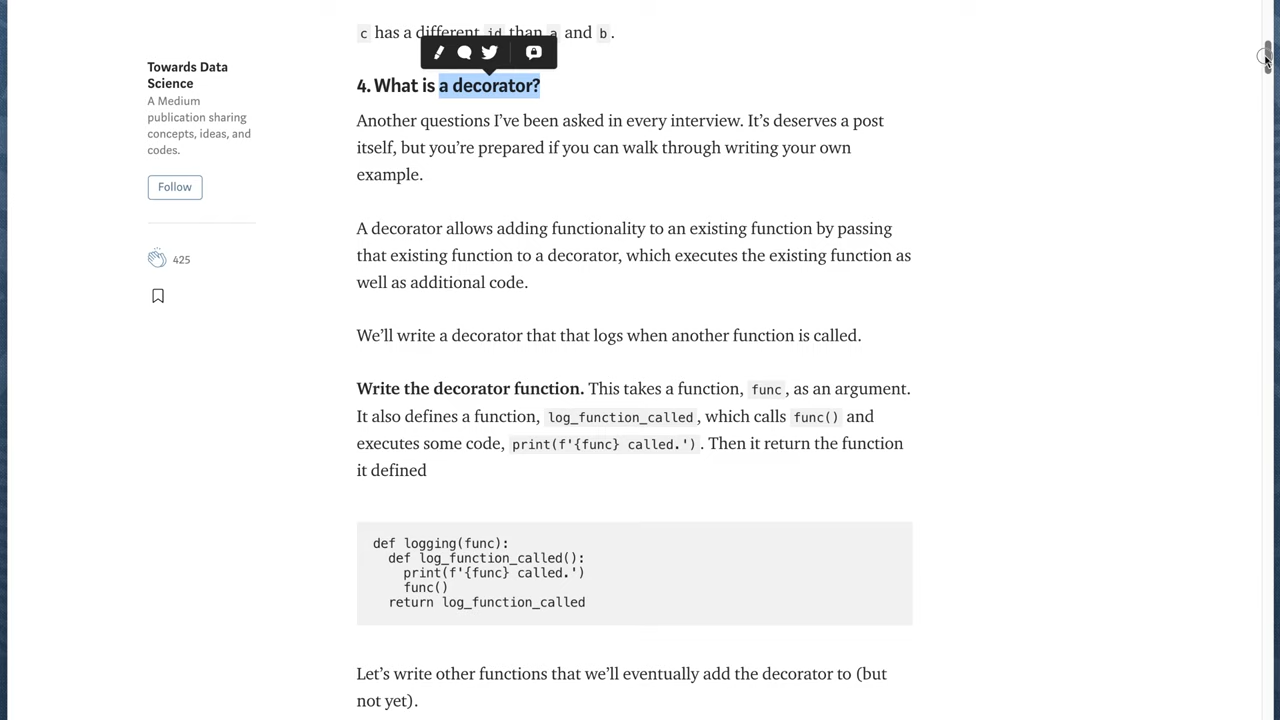 c has a different id than a and b.
Towards Data
Science
A Medium
publication sharing
concepts, ideas, and
codes.
Follow
425
4. What is a decorator?
Another questions I’ve been asked in every interview. It’s deserves a post
itself, but you’re prepared if you can walk through writing your own
example.
A decorator allows adding functionality to an existing function by passing
that existing function to a decorator, which executes the existing function as
well as additional code.
We’ll write a decorator that that logs when another function is called.
Write the decorator function. This takes a function, func, as an argument.
It also defines a function, log_function_called, which calls func() and
executes some code, print(f'{func} called.'). Then it return the function
it defined
def logging(func):
  def log_function_called():
    print(f'{func} called.')
    func()
  return log_function_called
Let’s write other functions that we’ll eventually add the decorator to (but
not yet).